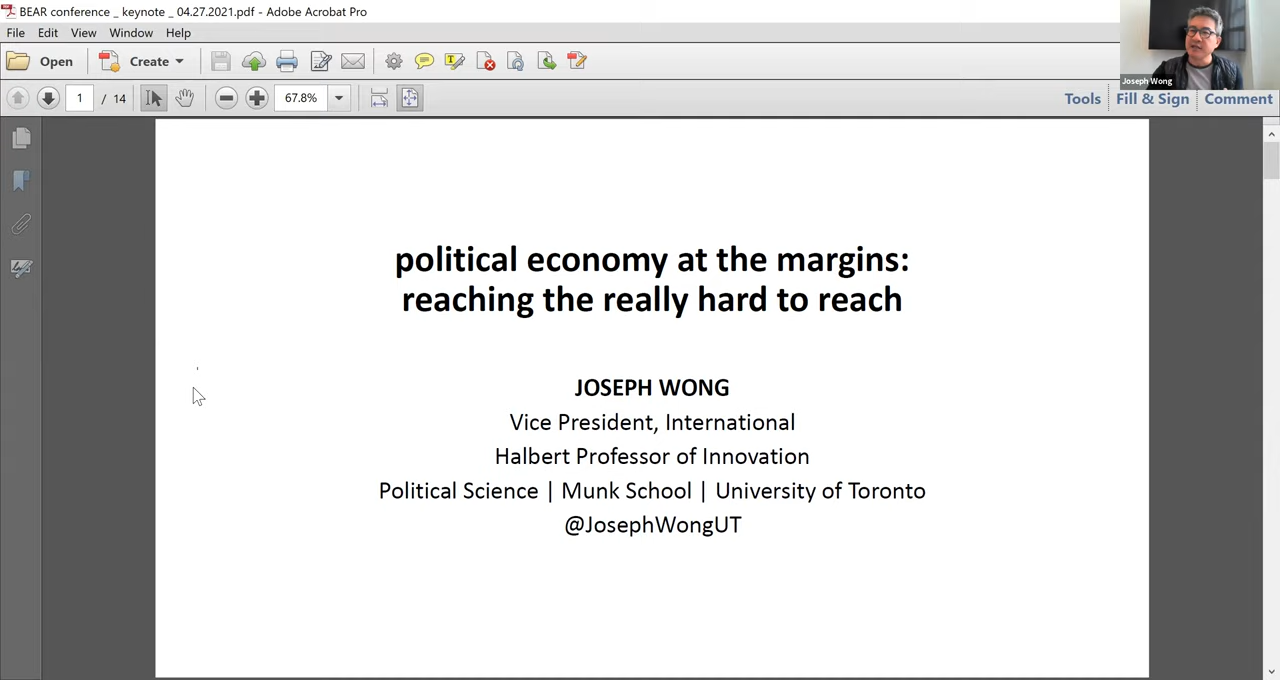 BEAR conference _ keynote _ 04.27.2021.pdf - Adobe Acrobat Pro
File Edit View Window Help
Open Create
1 / 14 67.8% Tools Fill & Sign Comment
Joseph Wong
political economy at the margins:
reaching the really hard to reach
JOSEPH WONG
Vice President, International
Halbert Professor of Innovation
Political Science | Munk School | University of Toronto
@JosephWongUT